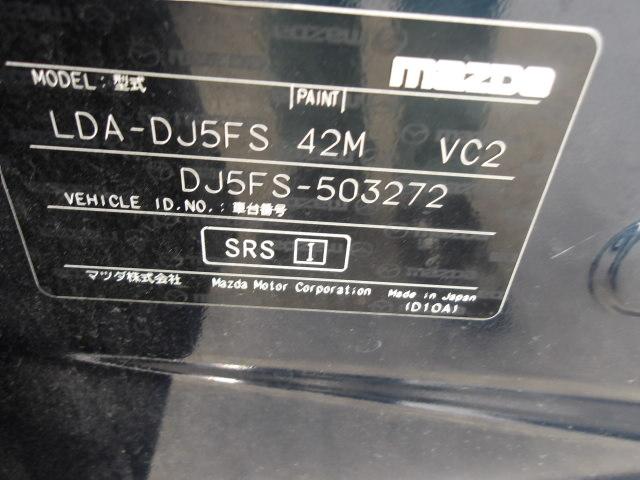 mazda
MODEL: 型式 PAINT
LDA-DJ5FS 42M VC2
DJ5FS-503272
VEHICLE ID.NO.: 車台番号
SRS I
マツダ株式会社 Mazda Motor Corporation Made in Japan
ID10A1